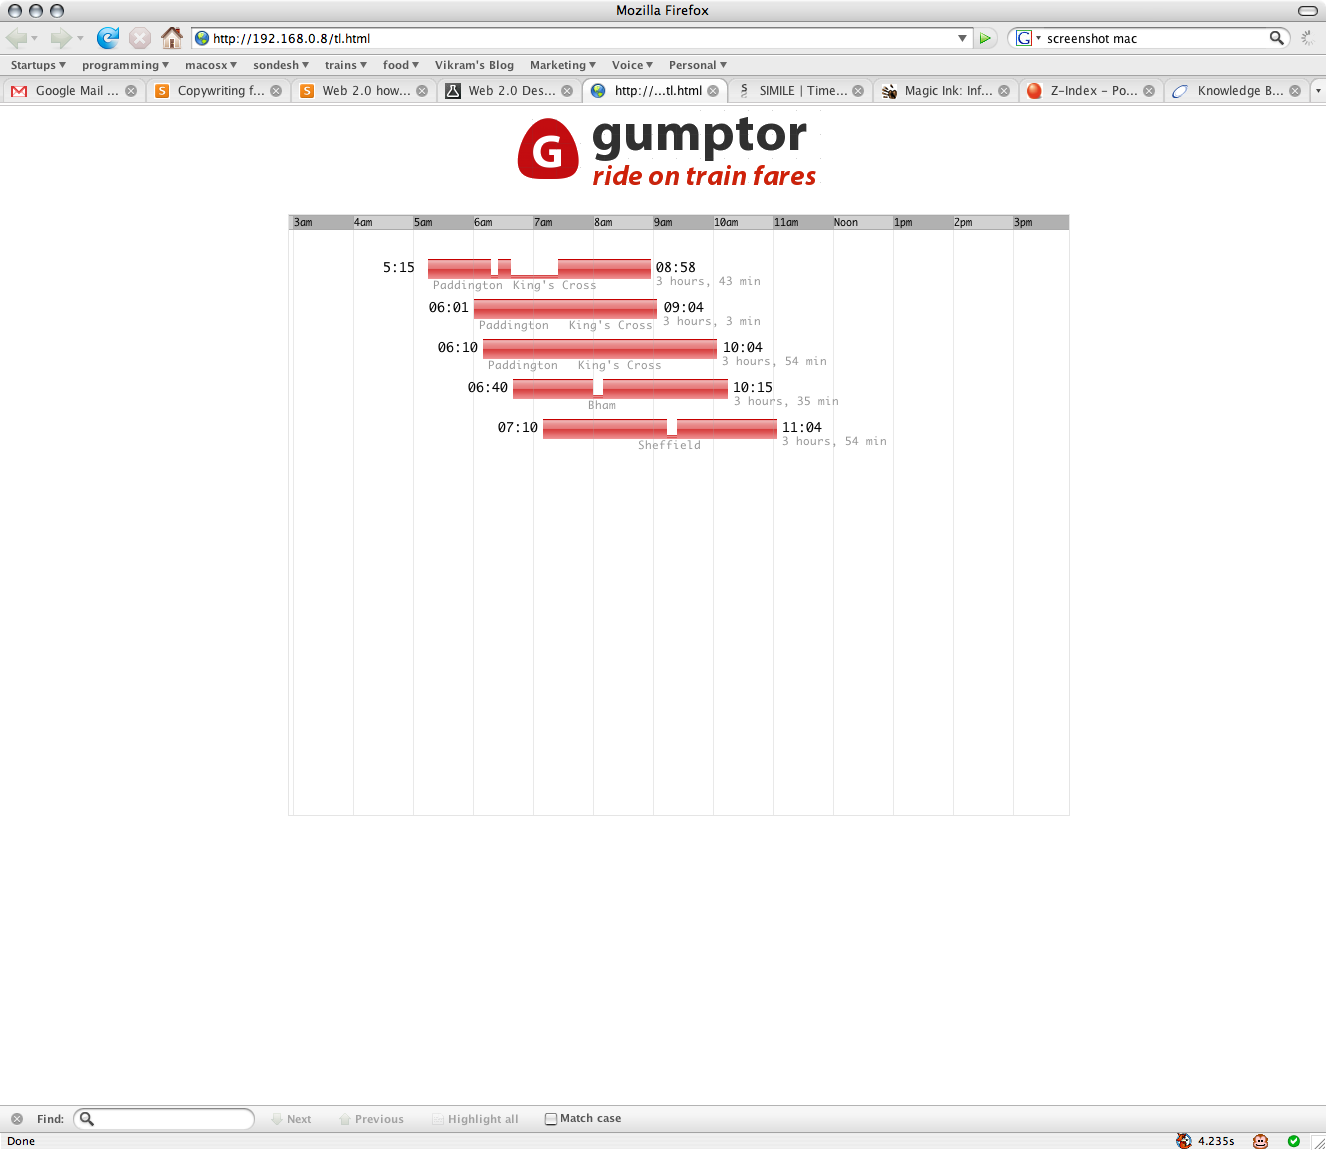 Mozilla Firefox
http://192.168.0.8/tl.html
G screenshot mac
Startups programming macosx sondesh trains food Vikram's Blog Marketing Voice Personal
Google Mail ... Copywriting f... Web 2.0 how... Web 2.0 Des... http://...tl.html SIMILE | Time... Magic Ink: Inf... Z-Index – Po... Knowledge B...
G gumptor
ride on train fares
3am 4am 5am 6am 7am 8am 9am 10am 11am Noon 1pm 2pm 3pm
5:15 08:58
3 hours, 43 min
Paddington King's Cross
06:01 09:04
3 hours, 3 min
Paddington King's Cross
06:10 10:04
3 hours, 54 min
Paddington King's Cross
06:40 10:15
3 hours, 35 min
Bham
07:10 11:04
3 hours, 54 min
Sheffield
Find: Next Previous Highlight all Match case
Done 4.235s